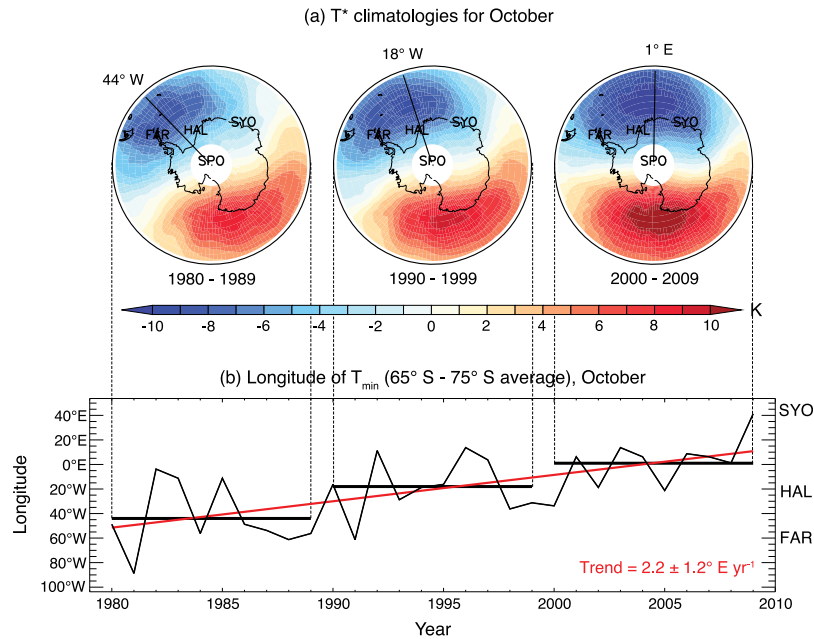 (a) T* climatologies for October
44° W
18° W
1° E
FAR HAL SYO SPO
FAR HAL SYO SPO
FAR HAL SYO SPO
1980 - 1989
1990 - 1999
2000 - 2009
-10 -8 -6 -4 -2 0 2 4 6 8 10 K
(b) Longitude of Tmin (65° S - 75° S average), October
Longitude
40°E
20°E
0°E
20°W
40°W
60°W
80°W
100°W
SYO
HAL
FAR
Trend = 2.2 ± 1.2° E yr⁻¹
1980 1985 1990 1995 2000 2005 2010
Year